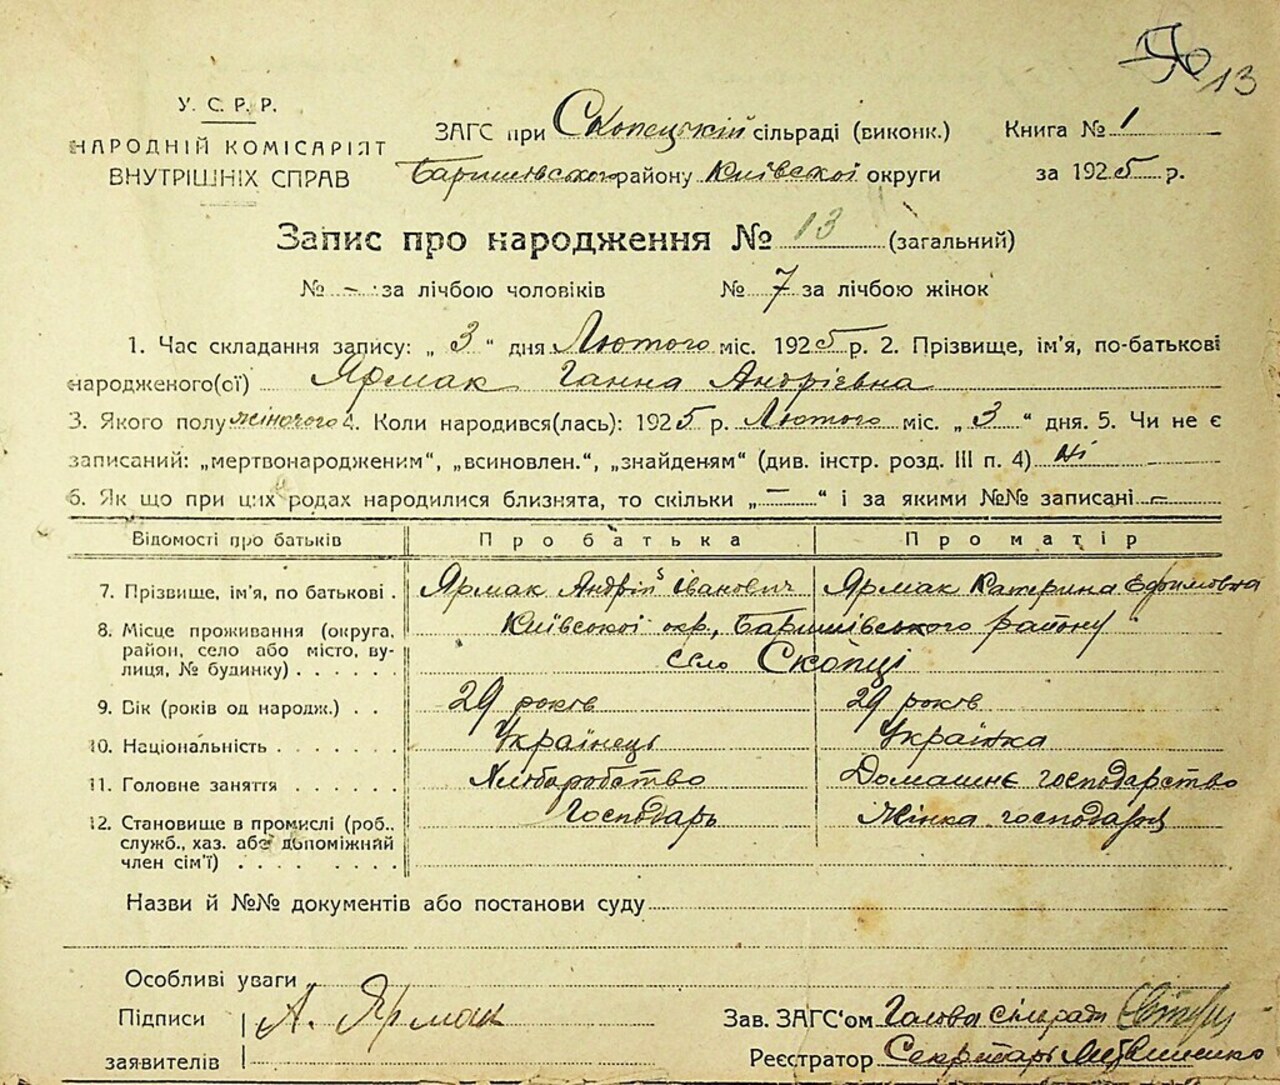 13
У. С. Р. Р.
НАРОДНІЙ КОМІСАРІЯТ
ВНУТРІШНІХ СПРАВ
ЗАГС при Скопецькій сільраді (виконк.)
Баришівського району Київської округи
Книга № 1
за 1925 р.
Запис про народження № 13 (загальний)
№ - за лічбою чоловіків № 7 за лічбою жінок
1. Час складання запису: „ 3 “ дня Лютого міс. 1925 р. 2. Прізвище, ім'я, по-батькові
народженого(ої) Ярмак Ганна Андрієвна
3. Якого полу жіночого 4. Коли народився(лась): 1925 р. Лютого міс. „ 3 “ дня. 5. Чи не є
записаний: „мертвонародженим“, „всиновлен.“, „знайденям“ (див. інстр. розд. III п. 4) ні
6. Як що при цих родах народилися близнята, то скільки „ — “ і за якими №№ записані —
Відомості про батьків Про батька Про матір
7. Прізвище, ім'я, по батькові . Ярмак Андрій Іванович Ярмак Катерина Єфимовна
8. Місце проживання (округа, Київської окр., Баришівського району
район, село або місто, ву- село Скопці
лиця, № будинку) . . . . . .
9. Вік (років од народж.) . . 29 років 29 років
10. Національність . . . . . . . Українець Українка
11. Головне заняття . . . . . . Хліборобство Домашнє господарство
12. Становище в промислі (роб., Господарь Жінка господаря
служб., хаз. або допоміжний
член сім'ї) . . . . . . . .
Назви й №№ документів або постанови суду
Особливі уваги
Підписи А. Ярмак
заявителів
Зав. ЗАГС'ом Голова сільради
Реєстратор Секретарь Литвиненко